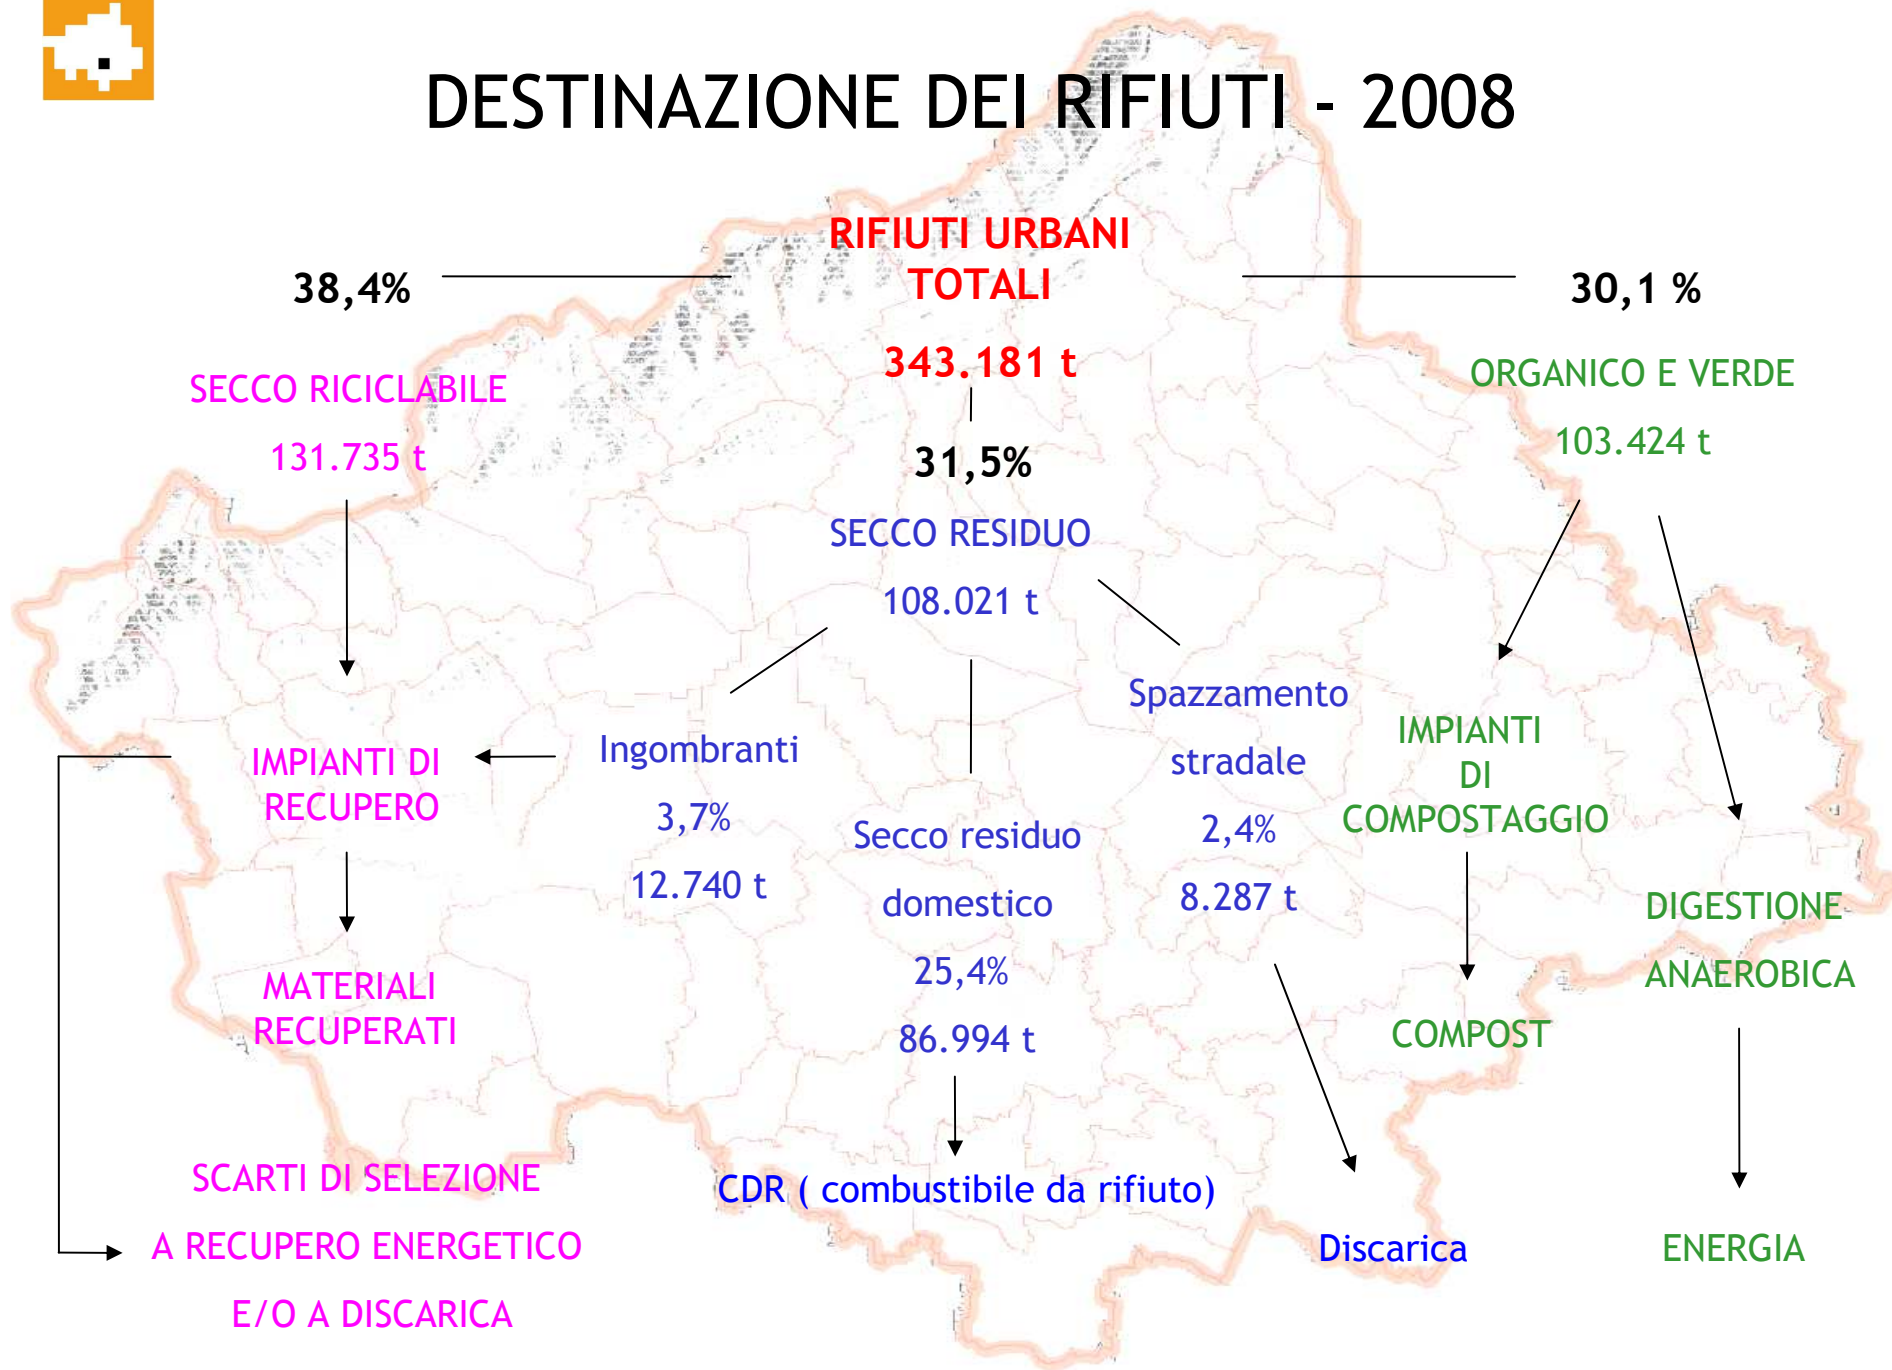 DESTINAZIONE DEI RIFIUTI - 2008
RIFIUTI URBANI
TOTALI
343.181 t
38,4%
SECCO RICICLABILE
131.735 t
31,5%
SECCO RESIDUO
108.021 t
30,1 %
ORGANICO E VERDE
103.424 t
IMPIANTI DI
RECUPERO
MATERIALI
RECUPERATI
SCARTI DI SELEZIONE
A RECUPERO ENERGETICO
E/O A DISCARICA
Ingombranti
3,7%
12.740 t
Secco residuo
domestico
25,4%
86.994 t
CDR ( combustibile da rifiuto)
Spazzamento
stradale
2,4%
8.287 t
Discarica
IMPIANTI
DI
COMPOSTAGGIO
COMPOST
DIGESTIONE
ANAEROBICA
ENERGIA